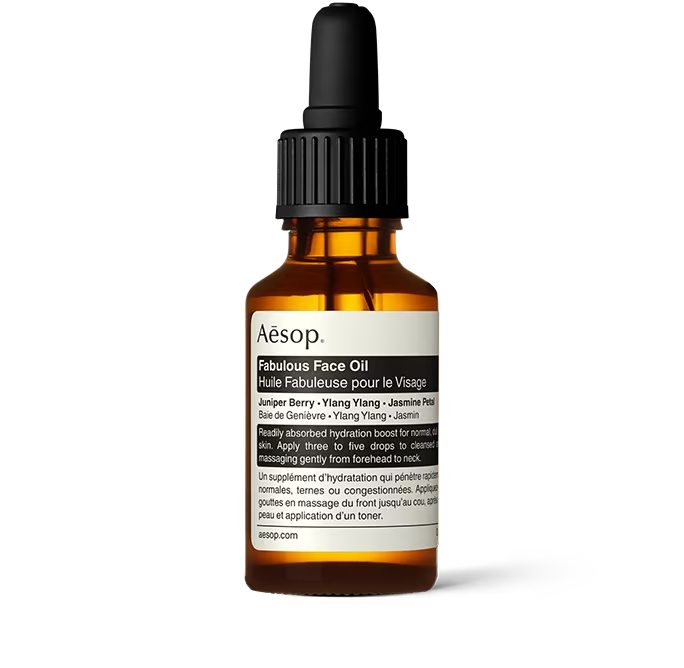 Aēsop.
Fabulous Face Oil
Huile Fabuleuse pour le Visage
Juniper Berry • Ylang Ylang • Jasmine Petal
Baie de Genièvre • Ylang Ylang • Jasmin
Readily absorbed hydration boost for normal,
skin. Apply three to five drops to cleansed
massaging gently from forehead to neck.
Un supplément d'hydratation qui pénètre
normales, ternes ou congestionnées.
gouttes en massage du front jusqu'au cou,
peau et application d'un toner.
aesop.com